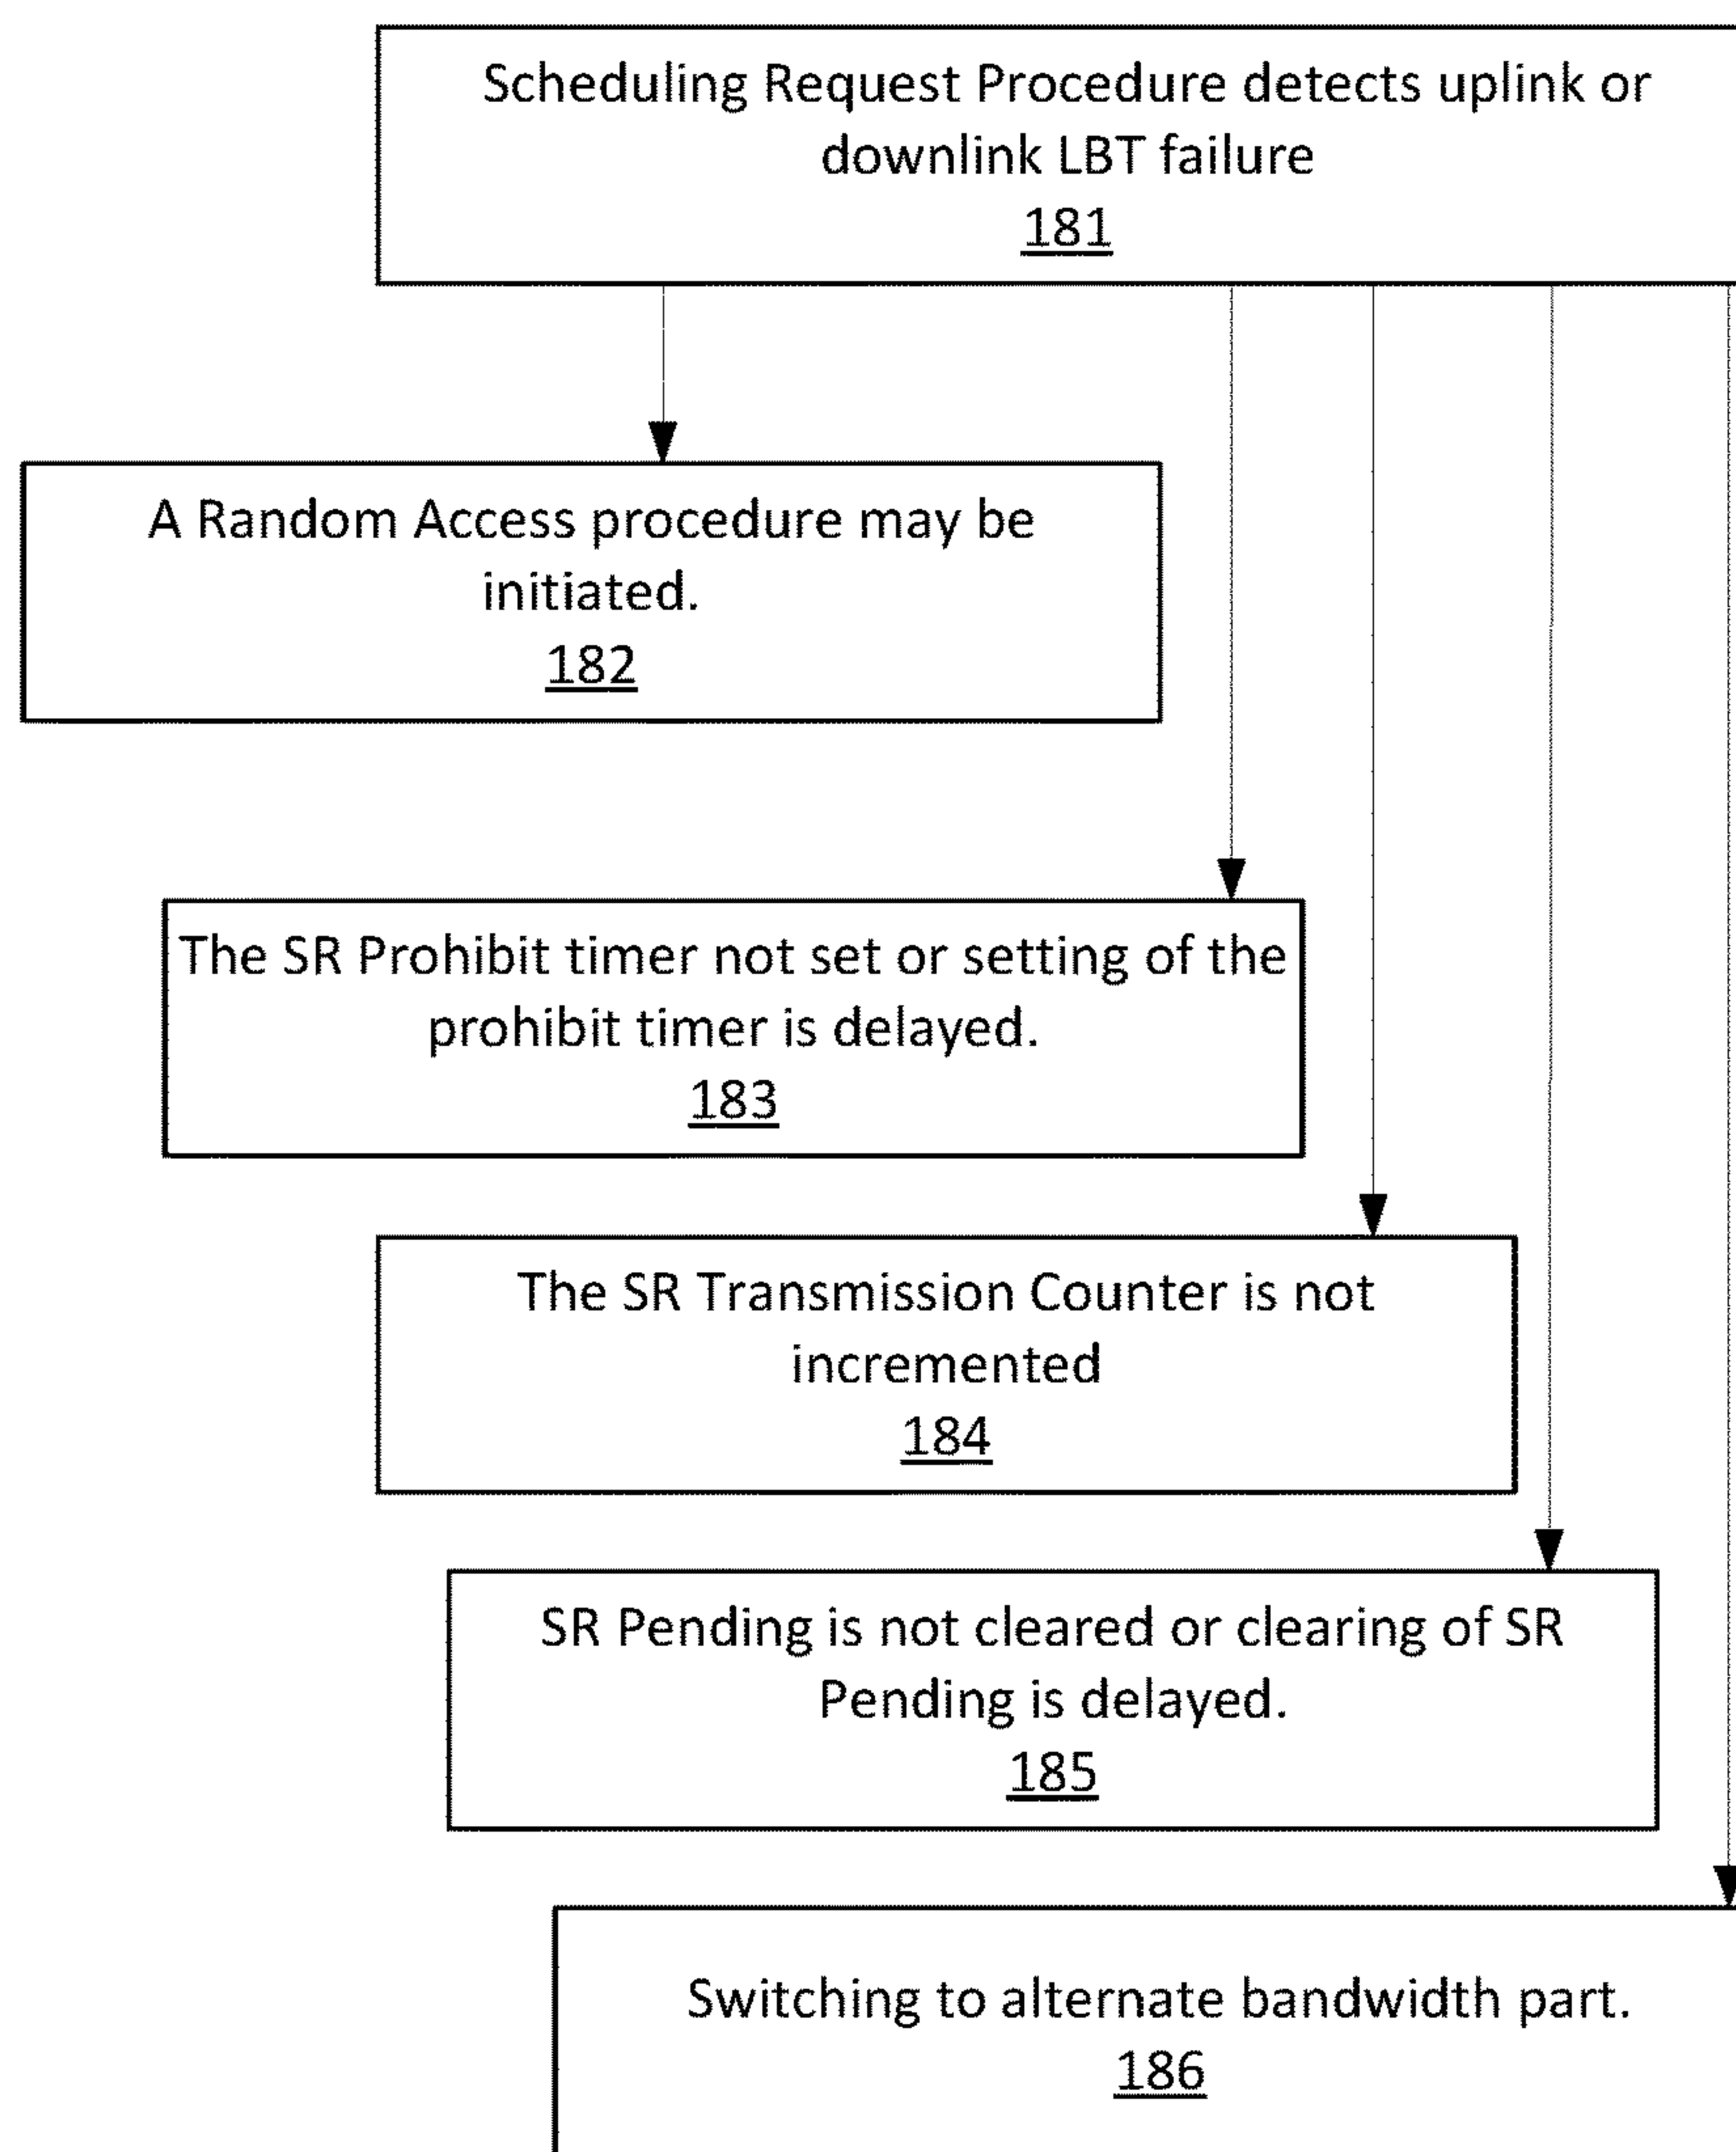 Scheduling Request Procedure detects uplink or
downlink LBT failure
181
A Random Access procedure may be
initiated.
182
The SR Prohibit timer not set or setting of the
prohibit timer is delayed.
183
The SR Transmission Counter is not
incremented
184
SR Pending is not cleared or clearing of SR
Pending is delayed.
185
Switching to alternate bandwidth part.
186